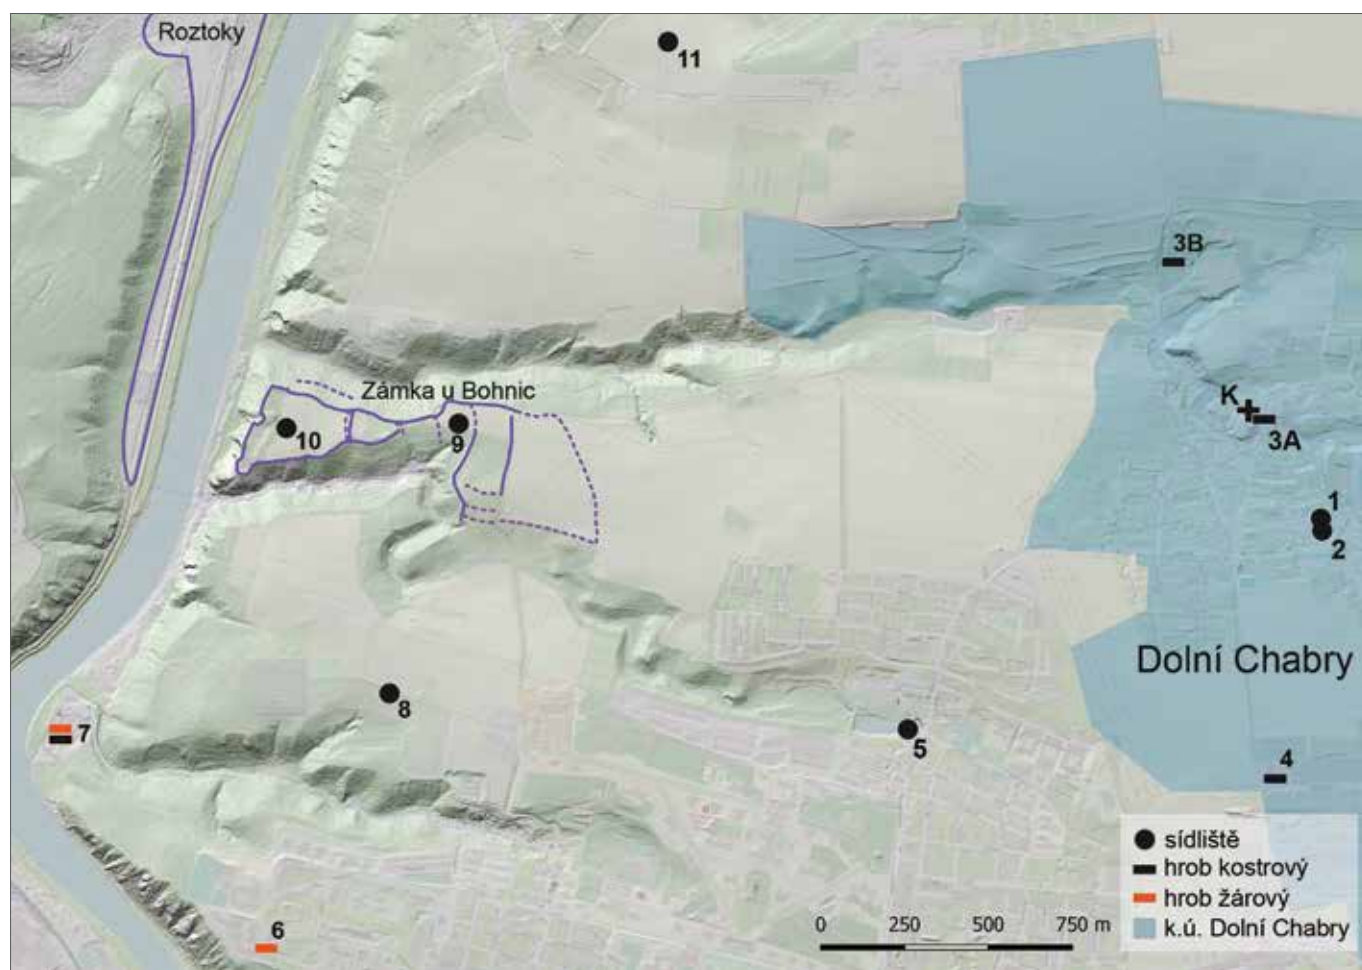 Roztoky
11
3B
Zámka u Bohnic
K
3A
10
9
1
2
Dolní Chabry
8
7
5
4
6
sídliště
hrob kostrový
hrob žárový
k.ú. Dolní Chabry
0 250 500 750 m